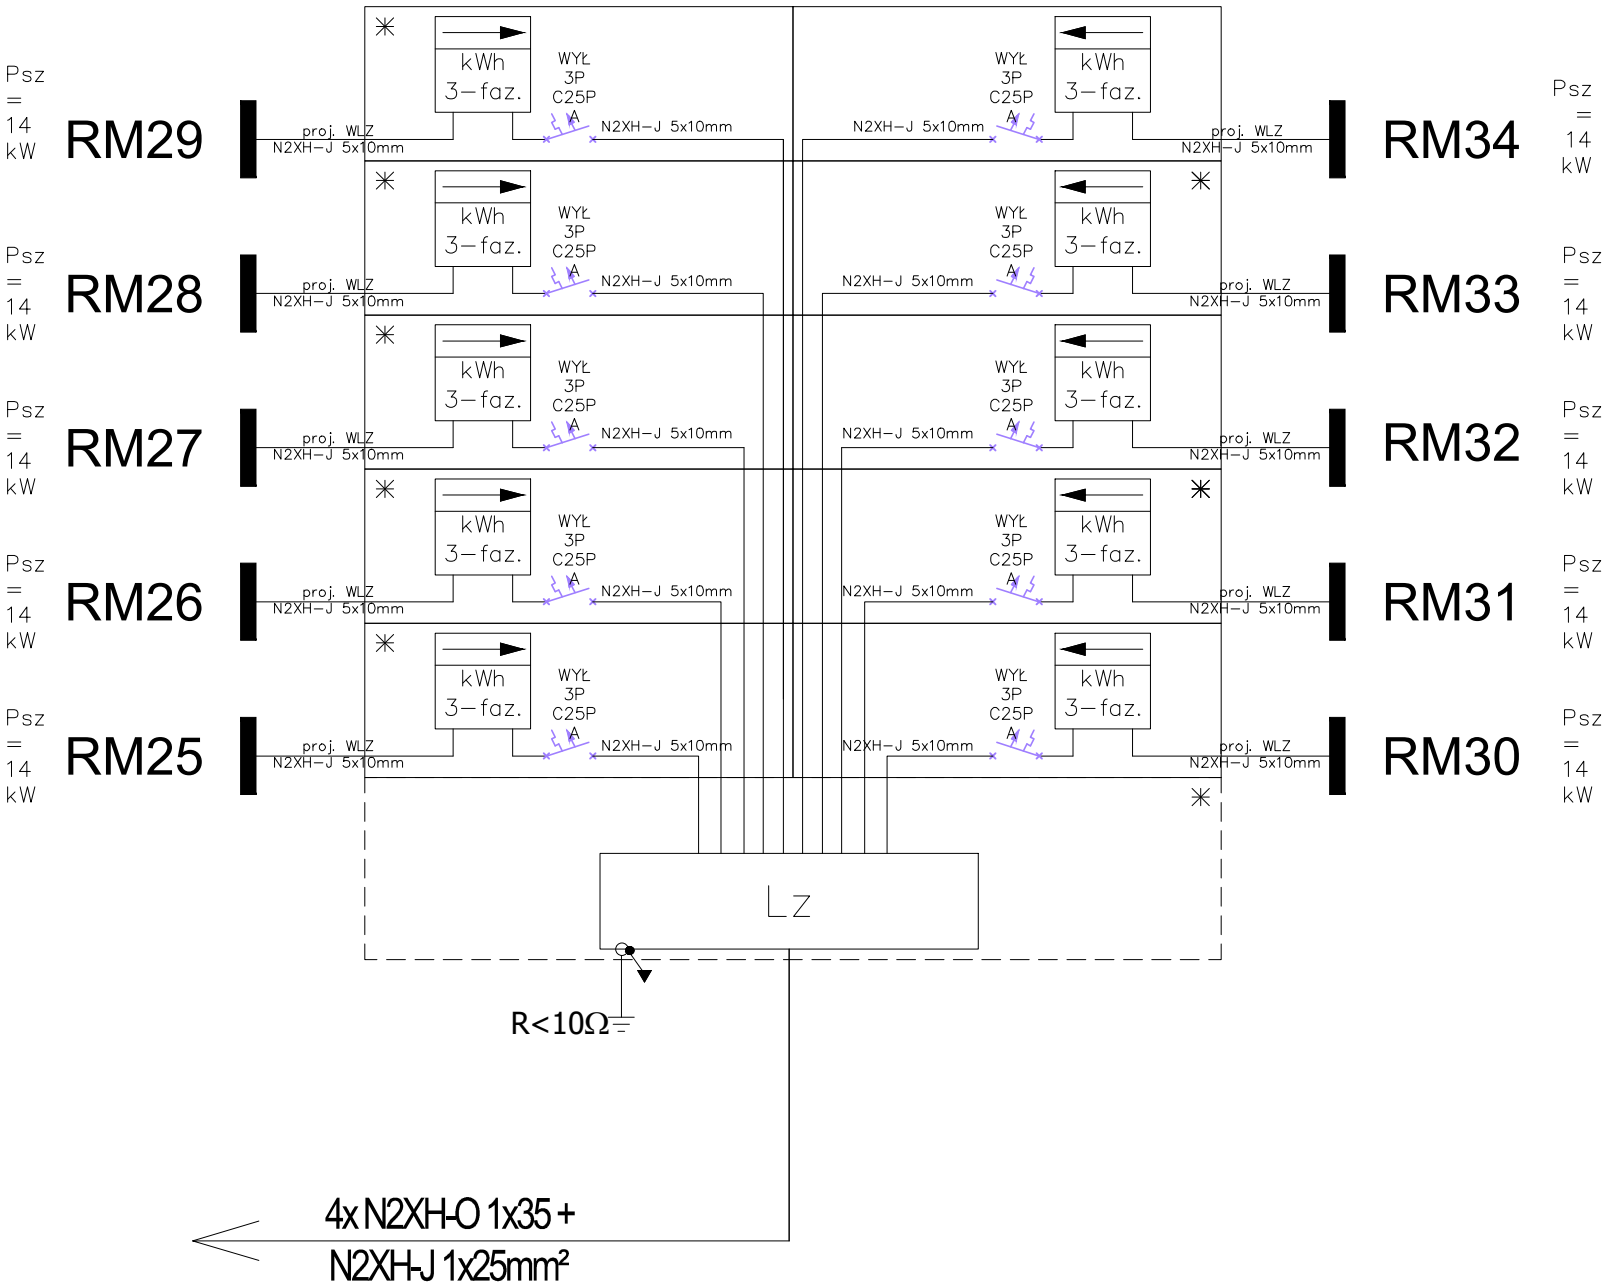 Psz
=
14
kW
RM29
proj. WLZ
N2XH-J 5x10mm
kWh
3-faz.
WYŁ
3P
C25P
A
N2XH-J 5x10mm
N2XH-J 5x10mm
WYŁ
3P
C25P
A
kWh
3-faz.
proj. WLZ
N2XH-J 5x10mm
RM34
Psz
=
14
kW
Psz
=
14
kW
RM28
proj. WLZ
N2XH-J 5x10mm
kWh
3-faz.
WYŁ
3P
C25P
A
N2XH-J 5x10mm
N2XH-J 5x10mm
WYŁ
3P
C25P
A
kWh
3-faz.
proj. WLZ
N2XH-J 5x10mm
RM33
Psz
=
14
kW
Psz
=
14
kW
RM27
proj. WLZ
N2XH-J 5x10mm
kWh
3-faz.
WYŁ
3P
C25P
A
N2XH-J 5x10mm
N2XH-J 5x10mm
WYŁ
3P
C25P
A
kWh
3-faz.
proj. WLZ
N2XH-J 5x10mm
RM32
Psz
=
14
kW
Psz
=
14
kW
RM26
proj. WLZ
N2XH-J 5x10mm
kWh
3-faz.
WYŁ
3P
C25P
A
N2XH-J 5x10mm
N2XH-J 5x10mm
WYŁ
3P
C25P
A
kWh
3-faz.
proj. WLZ
N2XH-J 5x10mm
RM31
Psz
=
14
kW
Psz
=
14
kW
RM25
proj. WLZ
N2XH-J 5x10mm
kWh
3-faz.
WYŁ
3P
C25P
A
N2XH-J 5x10mm
N2XH-J 5x10mm
WYŁ
3P
C25P
A
kWh
3-faz.
proj. WLZ
N2XH-J 5x10mm
RM30
Psz
=
14
kW
Lz
R<10Ω
4x N2XH-O 1x35 +
N2XH-J 1x25mm²